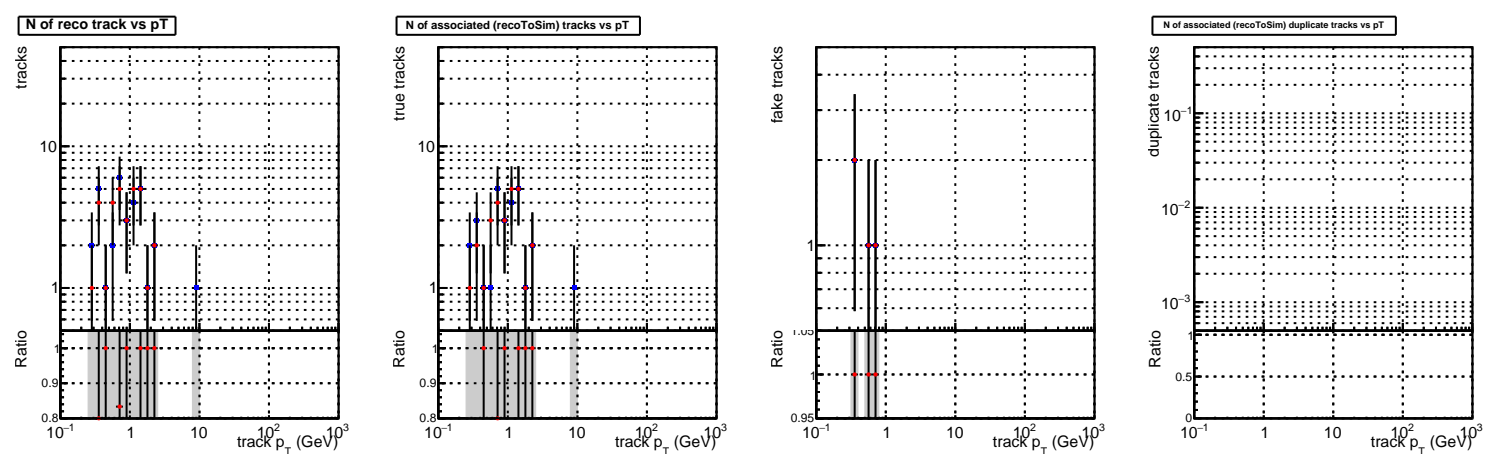 N of reco track vs pT
tracks
10
1
Ratio
1
0.9
0.8
10⁻¹ 1 10 10² 10³
track p_T (GeV)
N of associated (recoToSim) tracks vs pT
true tracks
10
1
Ratio
1
0.9
0.8
10⁻¹ 1 10 10² 10³
track p_T (GeV)
fake tracks
1
Ratio
1.05
1
0.95
10⁻¹ 1 10 10² 10³
track p_T (GeV)
N of associated (recoToSim) duplicate tracks vs pT
duplicate tracks
10⁻¹
10⁻²
10⁻³
Ratio
1
0.5
0
10⁻¹ 1 10 10² 10³
track p_T (GeV)